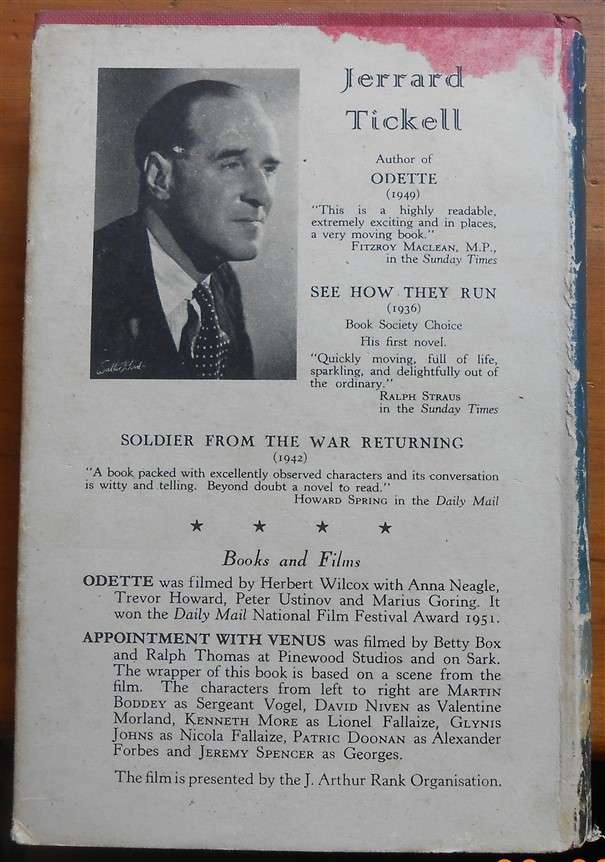 Jerrard
Tickell
Author of
ODETTE
(1949)
"This is a highly readable,
extremely exciting and in places,
a very moving book."
FITZROY MACLEAN, M.P.,
in the Sunday Times
SEE HOW THEY RUN
(1936)
Book Society Choice
His first novel.
"Quickly moving, full of life,
sparkling, and delightfully out of
the ordinary."
RALPH STRAUS
in the Sunday Times
SOLDIER FROM THE WAR RETURNING
(1942)
"A book packed with excellently observed characters and its conversation
is witty and telling. Beyond doubt a novel to read."
HOWARD SPRING in the Daily Mail
★ ★ ★ ★
Books and Films
ODETTE was filmed by Herbert Wilcox with Anna Neagle,
Trevor Howard, Peter Ustinov and Marius Goring. It
won the Daily Mail National Film Festival Award 1951.
APPOINTMENT WITH VENUS was filmed by Betty Box
and Ralph Thomas at Pinewood Studios and on Sark.
The wrapper of this book is based on a scene from the
film. The characters from left to right are MARTIN
BODDEY as Sergeant Vogel, DAVID NIVEN as Valentine
Morland, KENNETH MORE as Lionel Fallaize, GLYNIS
JOHNS as Nicola Fallaize, PATRIC DOONAN as Alexander
Forbes and JEREMY SPENCER as Georges.
The film is presented by the J. Arthur Rank Organisation.